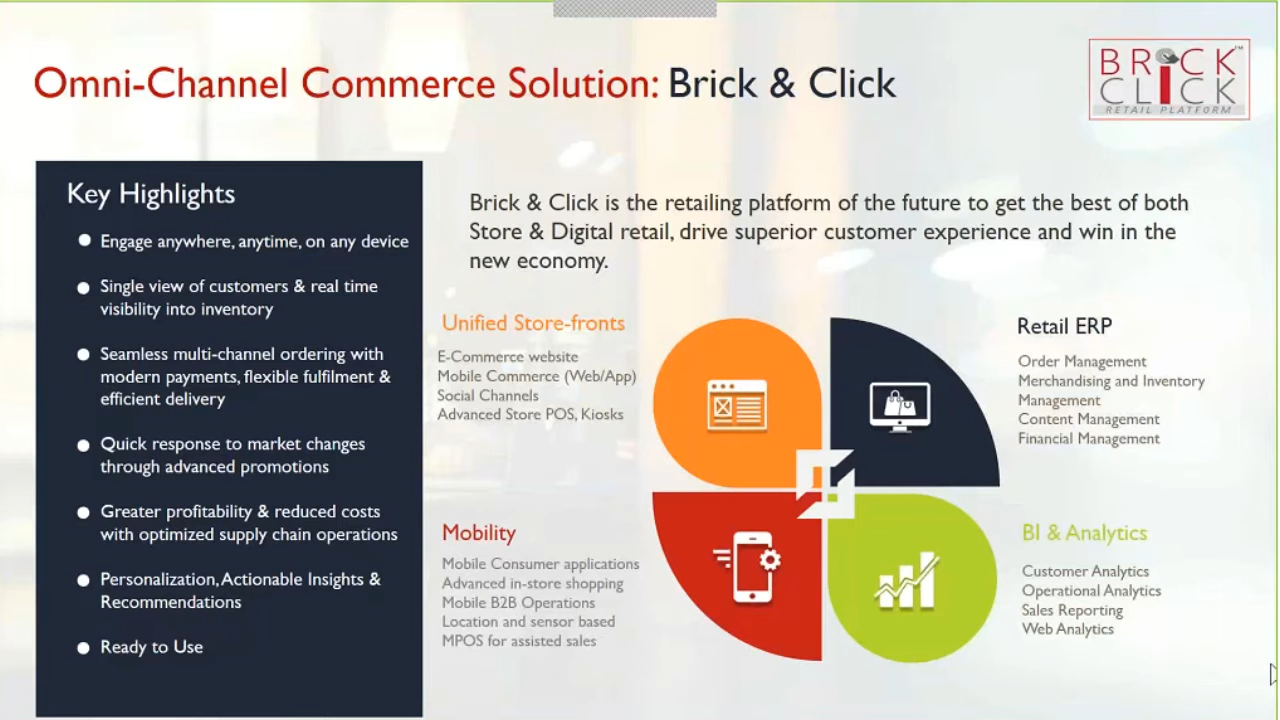 Omni-Channel Commerce Solution: Brick & Click
BRICK™
CLICK
RETAIL PLATFORM
Key Highlights
Engage anywhere, anytime, on any device
Single view of customers & real time
visibility into inventory
Seamless multi-channel ordering with
modern payments, flexible fulfilment &
efficient delivery
Quick response to market changes
through advanced promotions
Greater profitability & reduced costs
with optimized supply chain operations
Personalization, Actionable Insights &
Recommendations
Ready to Use
Brick & Click is the retailing platform of the future to get the best of both
Store & Digital retail, drive superior customer experience and win in the
new economy.
Unified Store-fronts
E-Commerce website
Mobile Commerce (Web/App)
Social Channels
Advanced Store POS, Kiosks
Retail ERP
Order Management
Merchandising and Inventory
Management
Content Management
Financial Management
Mobility
Mobile Consumer applications
Advanced in-store shopping
Mobile B2B Operations
Location and sensor based
MPOS for assisted sales
BI & Analytics
Customer Analytics
Operational Analytics
Sales Reporting
Web Analytics